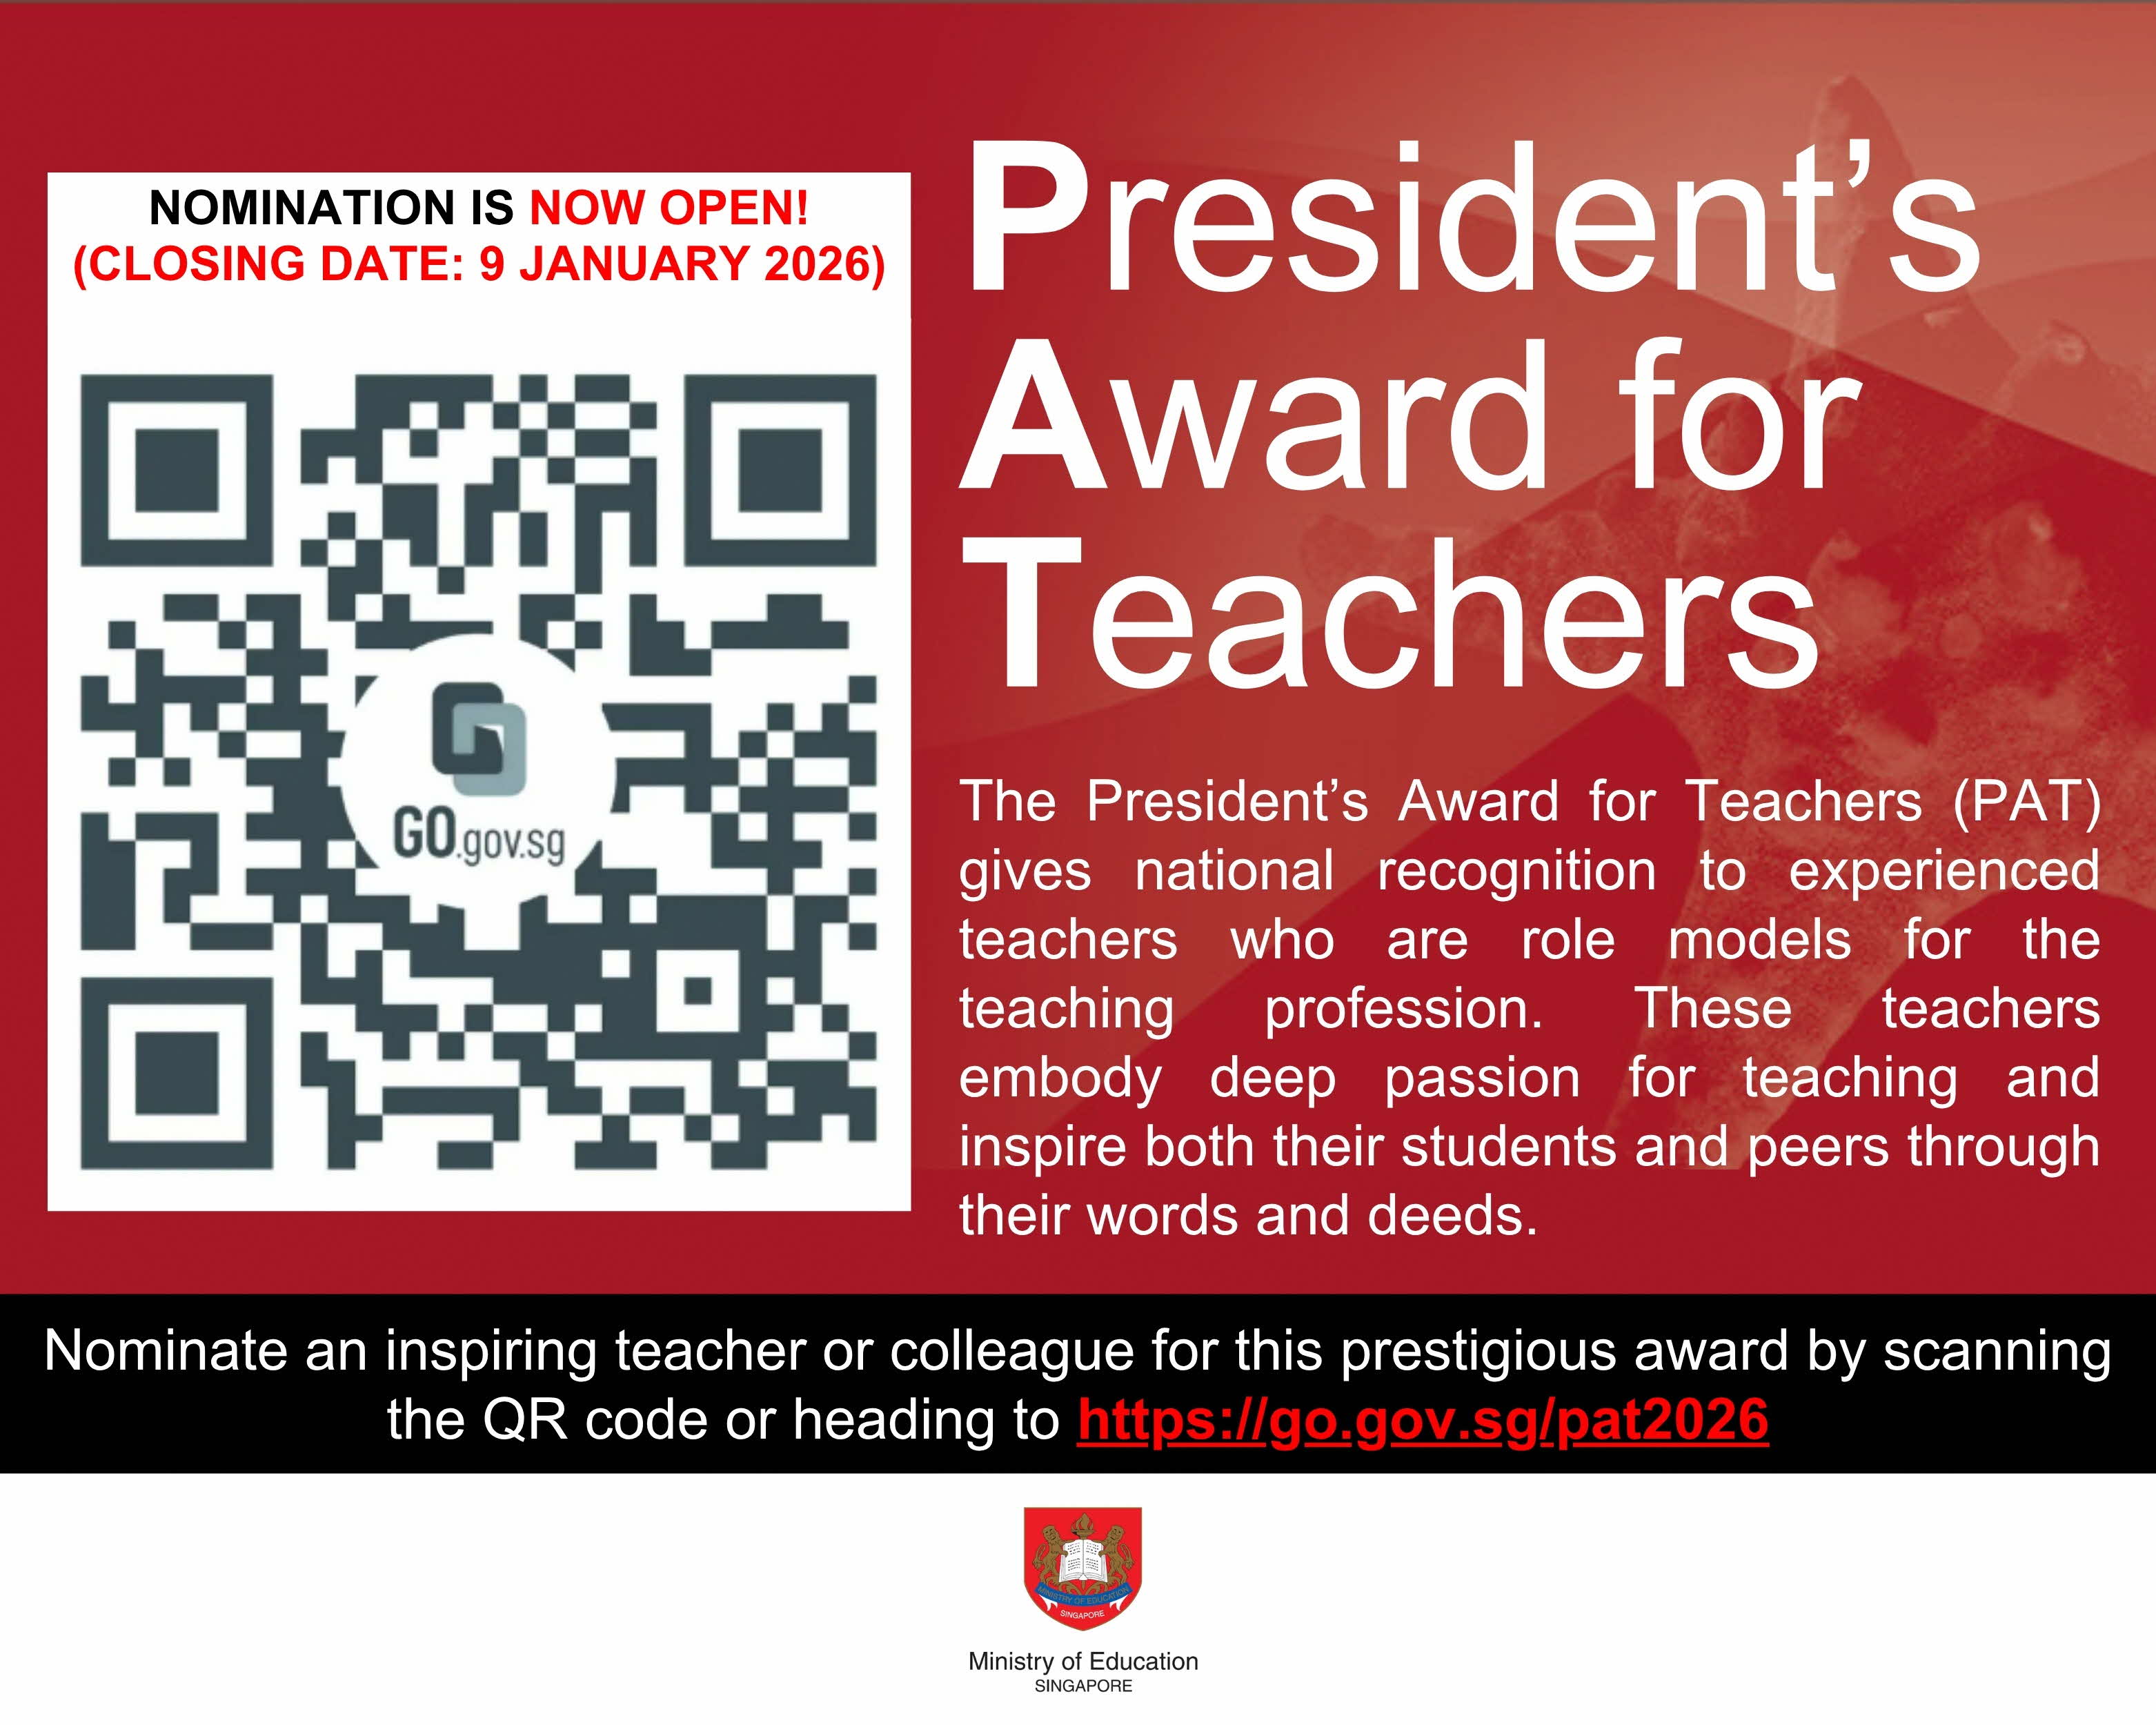 NOMINATION IS NOW OPEN!
(CLOSING DATE: 9 JANUARY 2026)
GO.gov.sg
President’s
Award for
Teachers
The President’s Award for Teachers (PAT)
gives national recognition to experienced
teachers who are role models for the
teaching profession. These teachers
embody deep passion for teaching and
inspire both their students and peers through
their words and deeds.
Nominate an inspiring teacher or colleague for this prestigious award by scanning
the QR code or heading to https://go.gov.sg/pat2026
MINISTRY OF EDUCATION
SINGAPORE
Ministry of Education
SINGAPORE